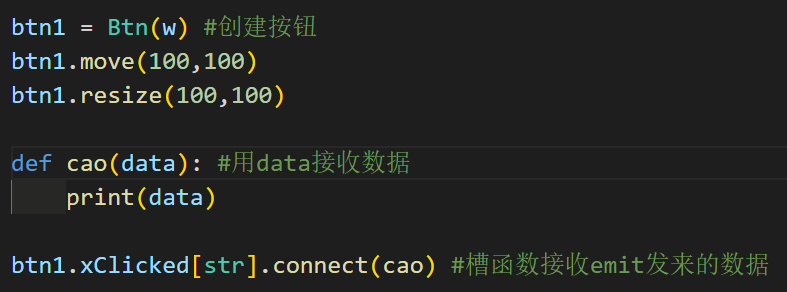 btn1 = Btn(w) #创建按钮
btn1.move(100,100)
btn1.resize(100,100)
def cao(data): #用data接收数据
print(data)
btn1.xClicked[str].connect(cao) #槽函数接收emit发来的数据